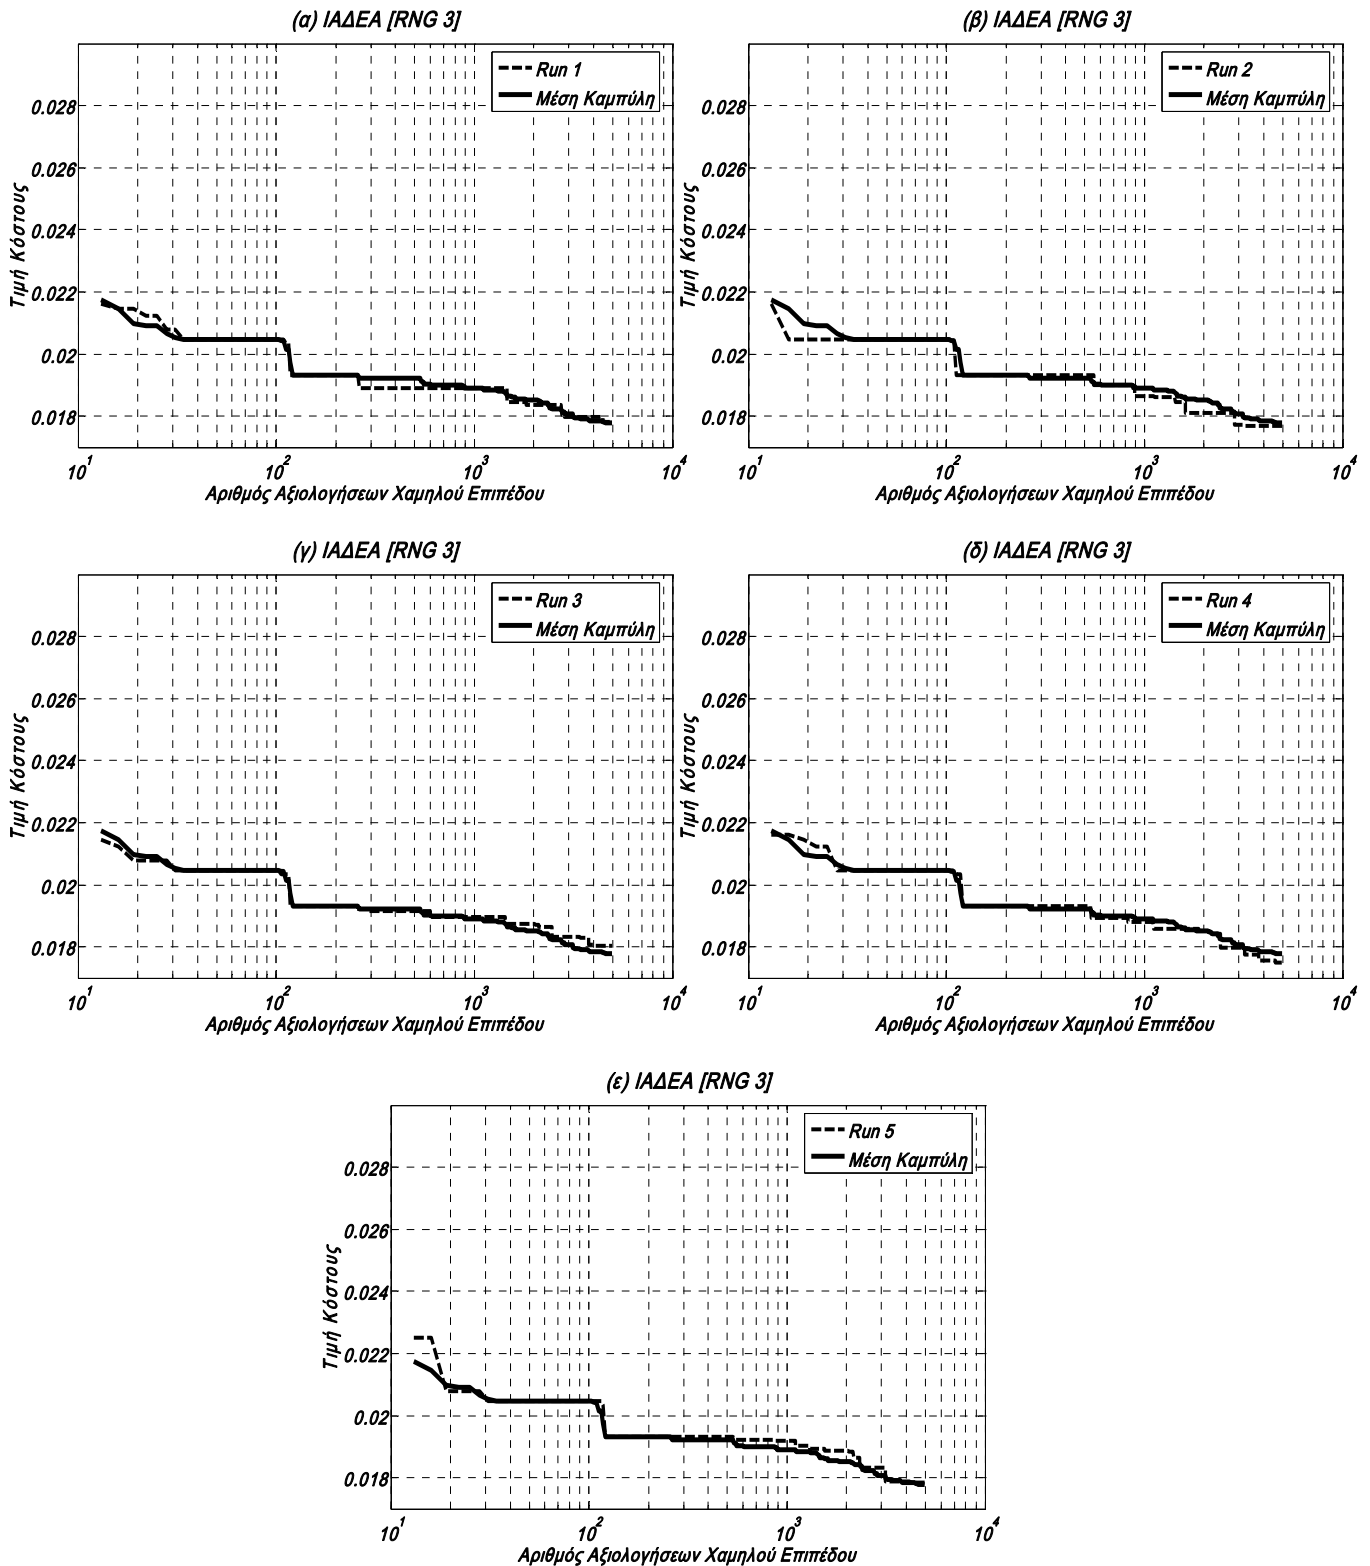 (α) ΙΑΔΕΑ [RNG 3]
Run 1
Μέση Καμπύλη
0.028
0.026
0.024
0.022
0.02
0.018
Τιμή Κόστους
10^1 10^2 10^3 10^4
Αριθμός Αξιολογήσεων Χαμηλού Επιπέδου
(β) ΙΑΔΕΑ [RNG 3]
Run 2
Μέση Καμπύλη
0.028
0.026
0.024
0.022
0.02
0.018
Τιμή Κόστους
10^1 10^2 10^3 10^4
Αριθμός Αξιολογήσεων Χαμηλού Επιπέδου
(γ) ΙΑΔΕΑ [RNG 3]
Run 3
Μέση Καμπύλη
0.028
0.026
0.024
0.022
0.02
0.018
Τιμή Κόστους
10^1 10^2 10^3 10^4
Αριθμός Αξιολογήσεων Χαμηλού Επιπέδου
(δ) ΙΑΔΕΑ [RNG 3]
Run 4
Μέση Καμπύλη
0.028
0.026
0.024
0.022
0.02
0.018
Τιμή Κόστους
10^1 10^2 10^3 10^4
Αριθμός Αξιολογήσεων Χαμηλού Επιπέδου
(ε) ΙΑΔΕΑ [RNG 3]
Run 5
Μέση Καμπύλη
0.028
0.026
0.024
0.022
0.02
0.018
Τιμή Κόστους
10^1 10^2 10^3 10^4
Αριθμός Αξιολογήσεων Χαμηλού Επιπέδου